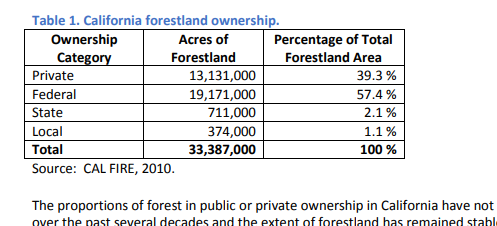 Table 1. California forestland ownership.
Ownership Category Acres of Forestland Percentage of Total Forestland Area
Private 13,131,000 39.3 %
Federal 19,171,000 57.4 %
State 711,000 2.1 %
Local 374,000 1.1 %
Total 33,387,000 100 %
Source: CAL FIRE, 2010.
The proportions of forest in public or private ownership in California have not
over the past several decades and the extent of forestland has remained